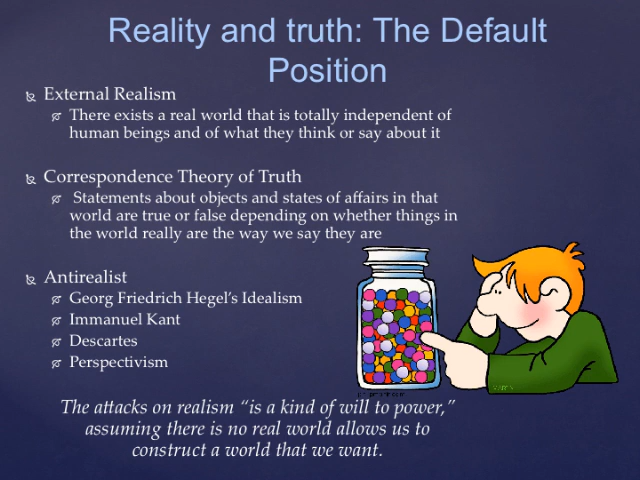 Reality and truth: The Default
Position
External Realism
There exists a real world that is totally independent of
human beings and of what they think or say about it
Correspondence Theory of Truth
Statements about objects and states of affairs in that
world are true or false depending on whether things in
the world really are the way we say they are
Antirealist
Georg Friedrich Hegel's Idealism
Immanuel Kant
Descartes
Perspectivism
The attacks on realism “is a kind of will to power,”
assuming there is no real world allows us to
construct a world that we want.